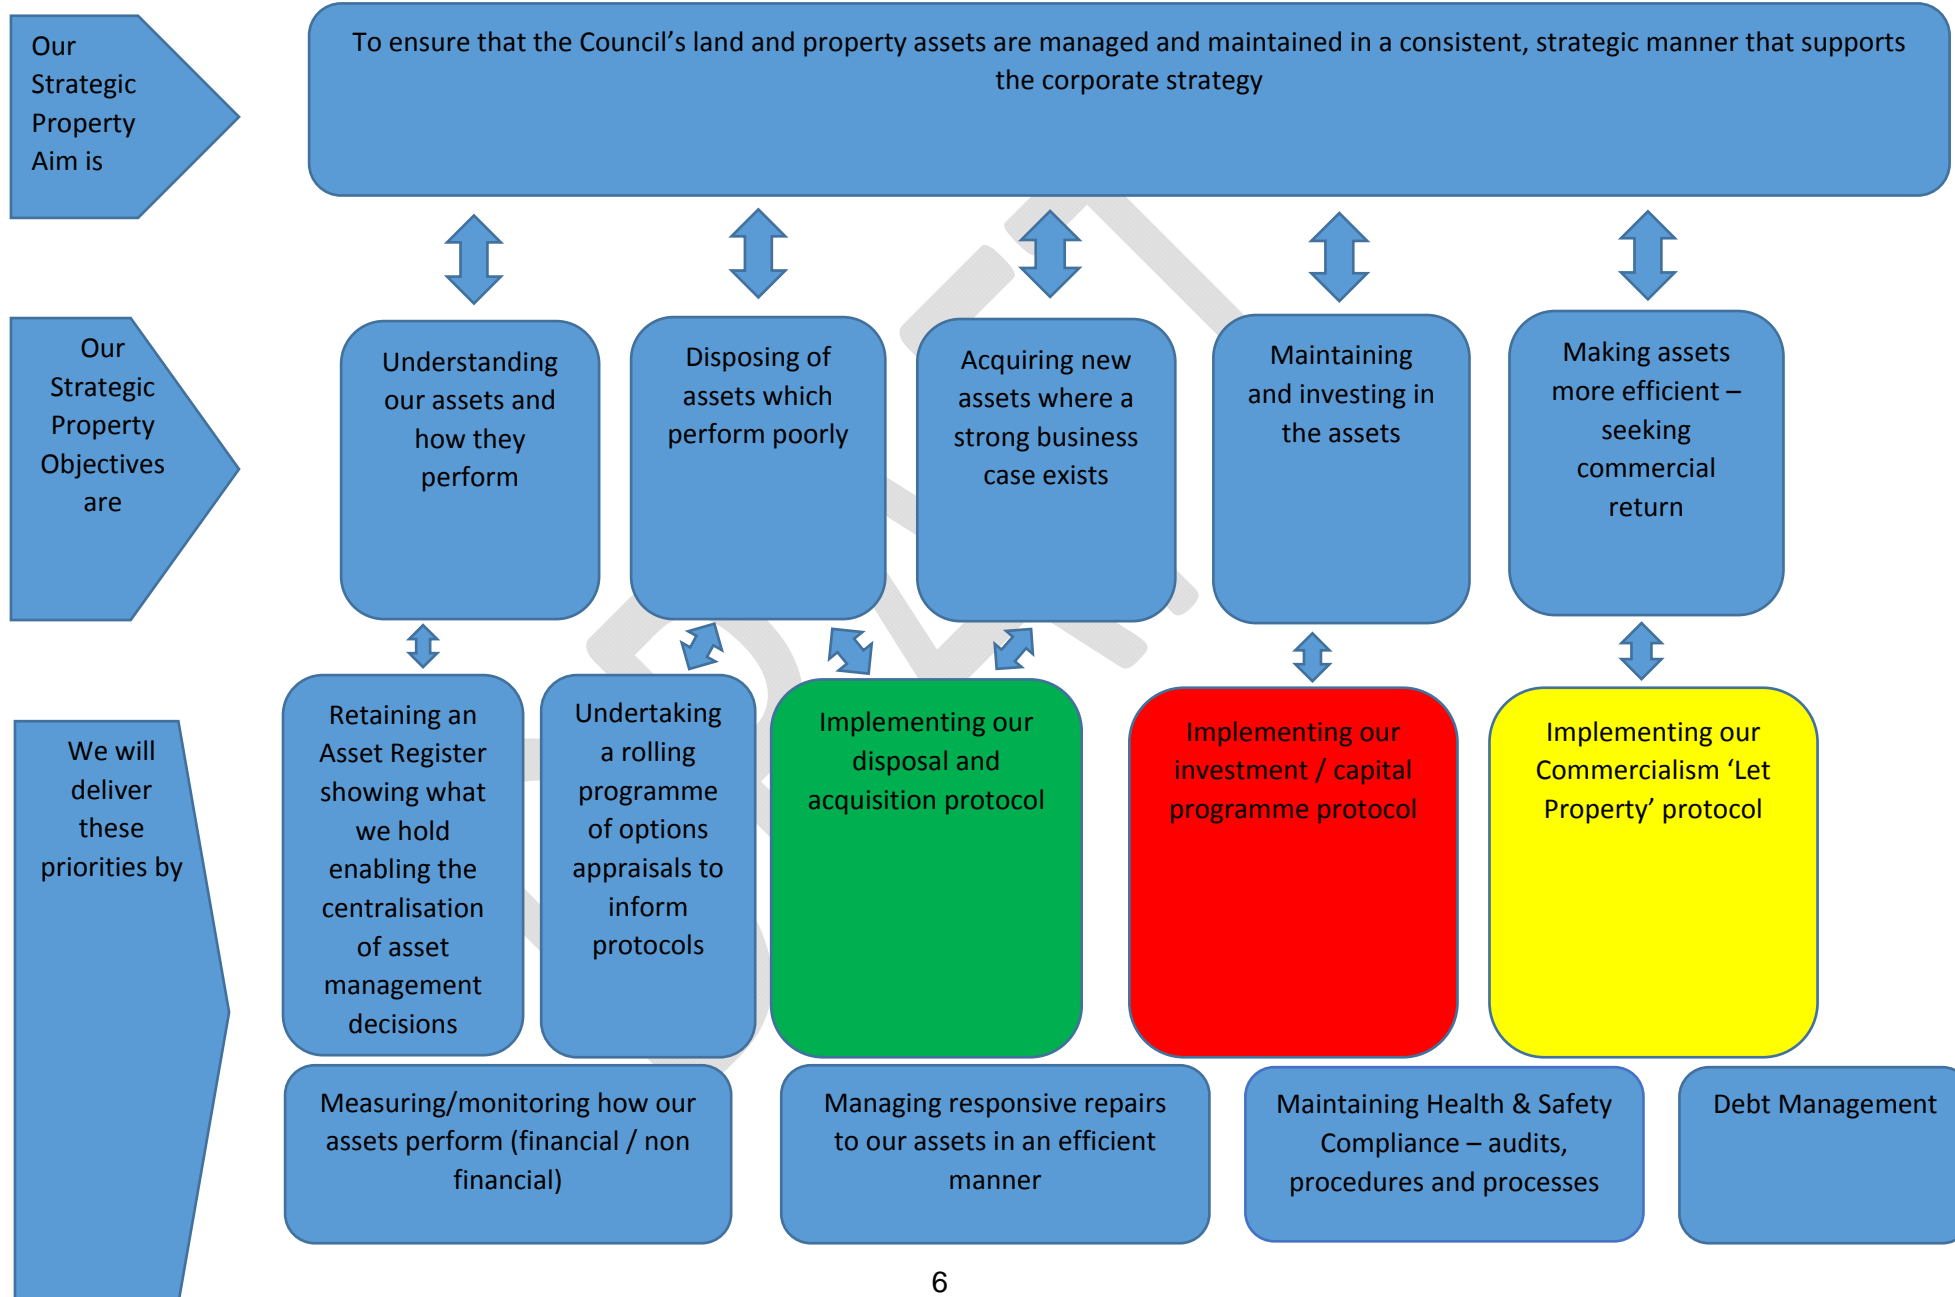 Our
Strategic
Property
Aim is
To ensure that the Council’s land and property assets are managed and maintained in a consistent, strategic manner that supports
the corporate strategy
Our
Strategic
Property
Objectives
are
Understanding
our assets and
how they
perform
Disposing of
assets which
perform poorly
Acquiring new
assets where a
strong business
case exists
Maintaining
and investing in
the assets
Making assets
more efficient –
seeking
commercial
return
We will
deliver
these
priorities by
Retaining an
Asset Register
showing what
we hold
enabling the
centralisation
of asset
management
decisions
Undertaking
a rolling
programme
of options
appraisals to
inform
protocols
Implementing our
disposal and
acquisition protocol
Implementing our
investment / capital
programme protocol
Implementing our
Commercialism ‘Let
Property’ protocol
Measuring/monitoring how our
assets perform (financial / non
financial)
Managing responsive repairs
to our assets in an efficient
manner
Maintaining Health & Safety
Compliance – audits,
procedures and processes
Debt Management
DRAFT
6